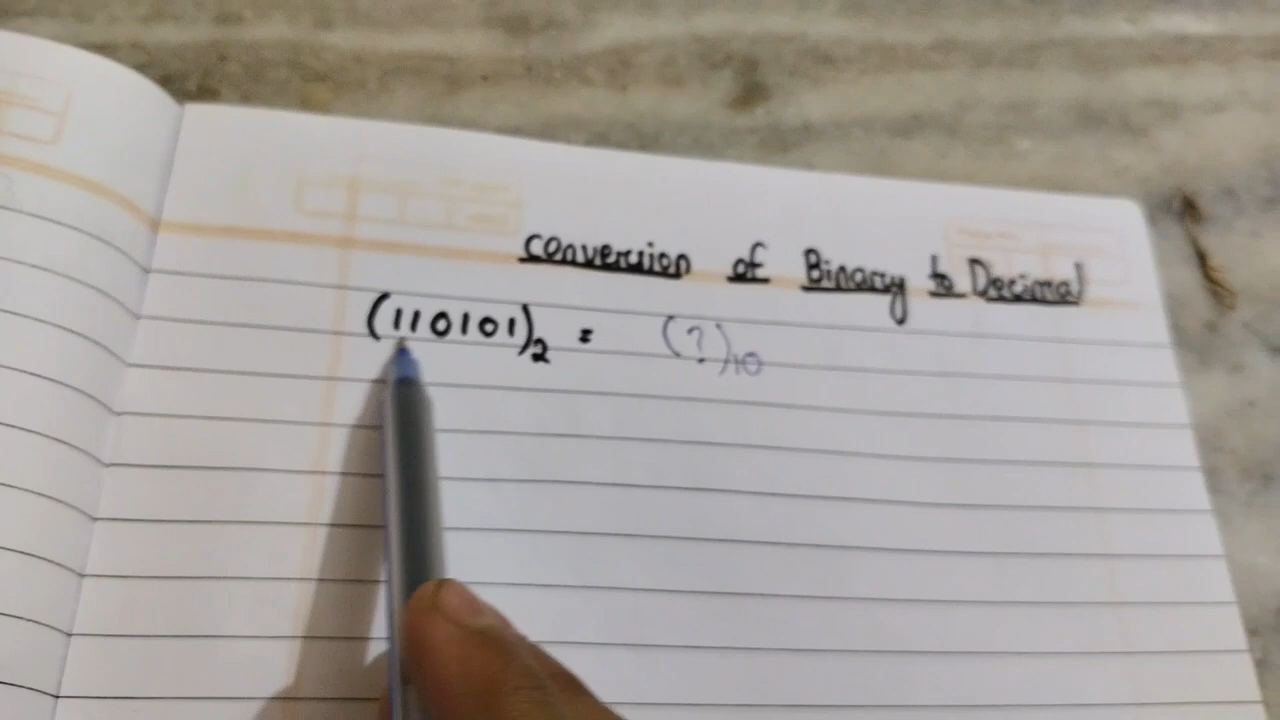 conversion of Binary to Decimal
(110101)₂ = (?)₁₀